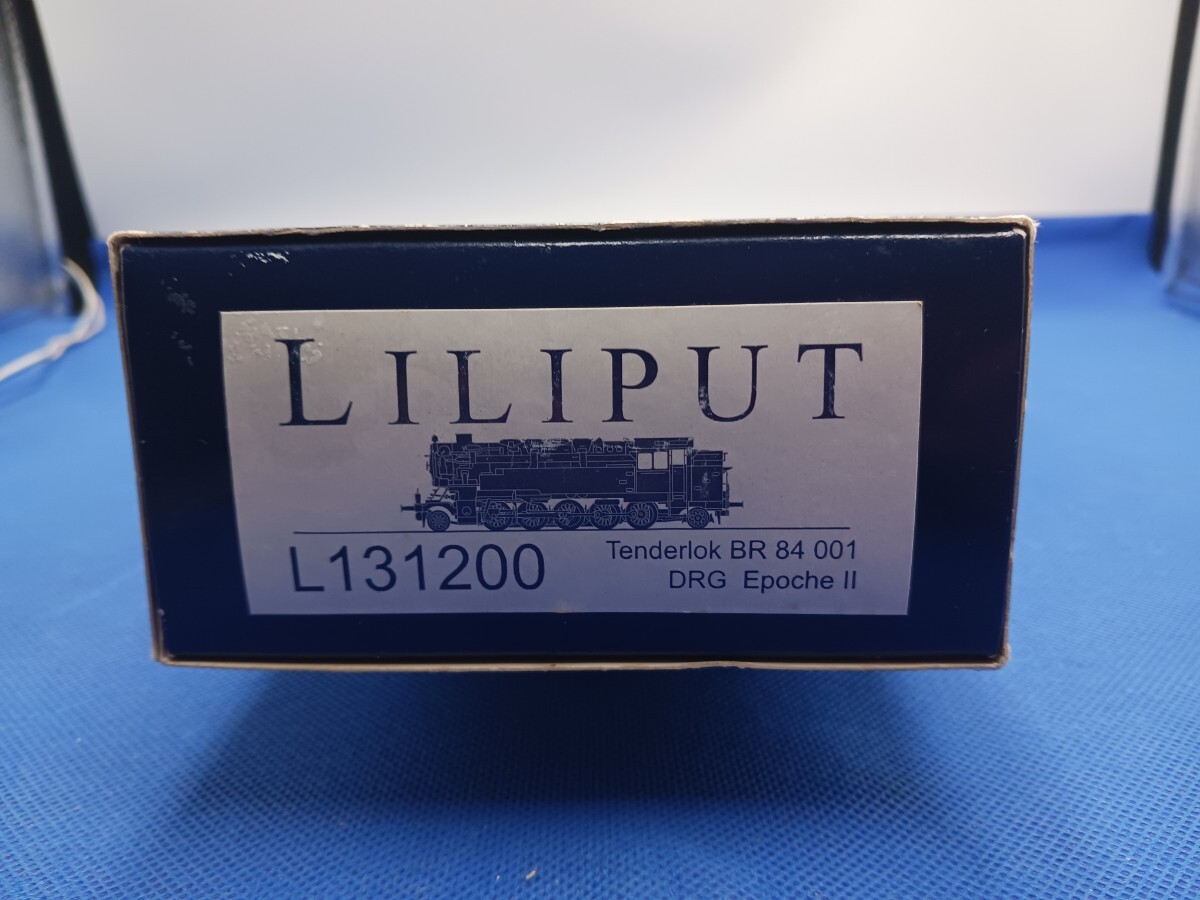 LILIPUT
L131200
Tenderlok BR 84 001
DRG Epoche II